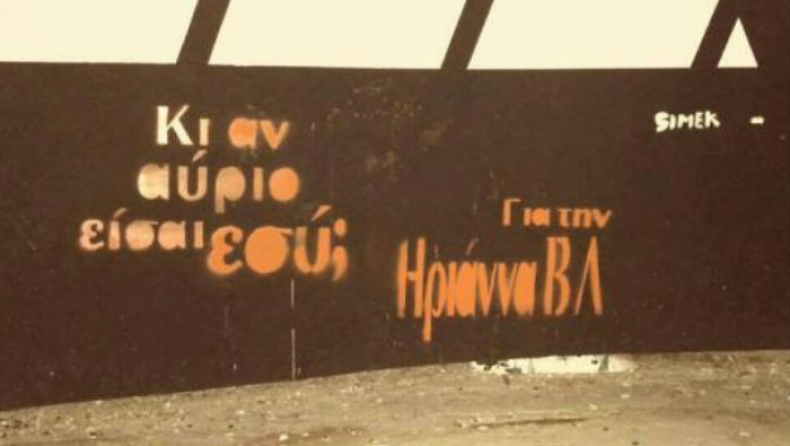 Κι αν
αύριο
είσαι εσύ;
Για την
Ηριάννα ΒΛ
SIMEK -